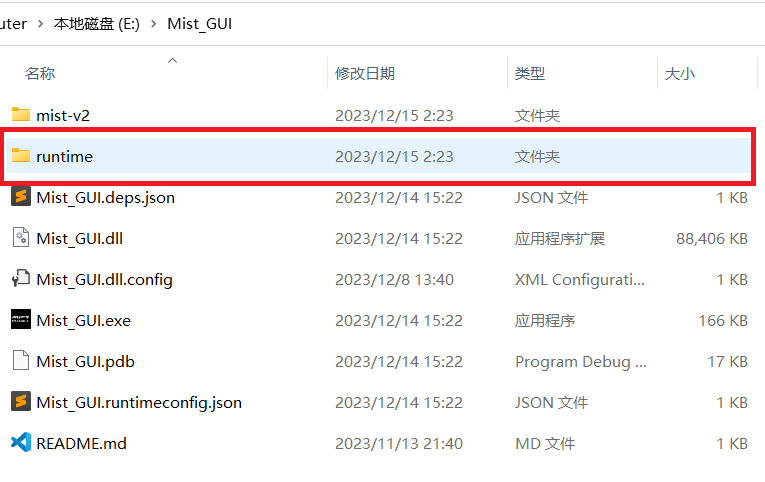 uter > 本地磁盘 (E:) > Mist_GUI
名称 修改日期 类型 大小
mist-v2 2023/12/15 2:23 文件夹
runtime 2023/12/15 2:23 文件夹
Mist_GUI.deps.json 2023/12/14 15:22 JSON 文件 1 KB
Mist_GUI.dll 2023/12/14 15:22 应用程序扩展 88,406 KB
Mist_GUI.dll.config 2023/12/8 13:40 XML Configurati... 1 KB
Mist_GUI.exe 2023/12/14 15:22 应用程序 166 KB
Mist_GUI.pdb 2023/12/14 15:22 Program Debug ... 17 KB
Mist_GUI.runtimeconfig.json 2023/12/14 15:22 JSON 文件 1 KB
README.md 2023/11/13 21:40 MD 文件 1 KB